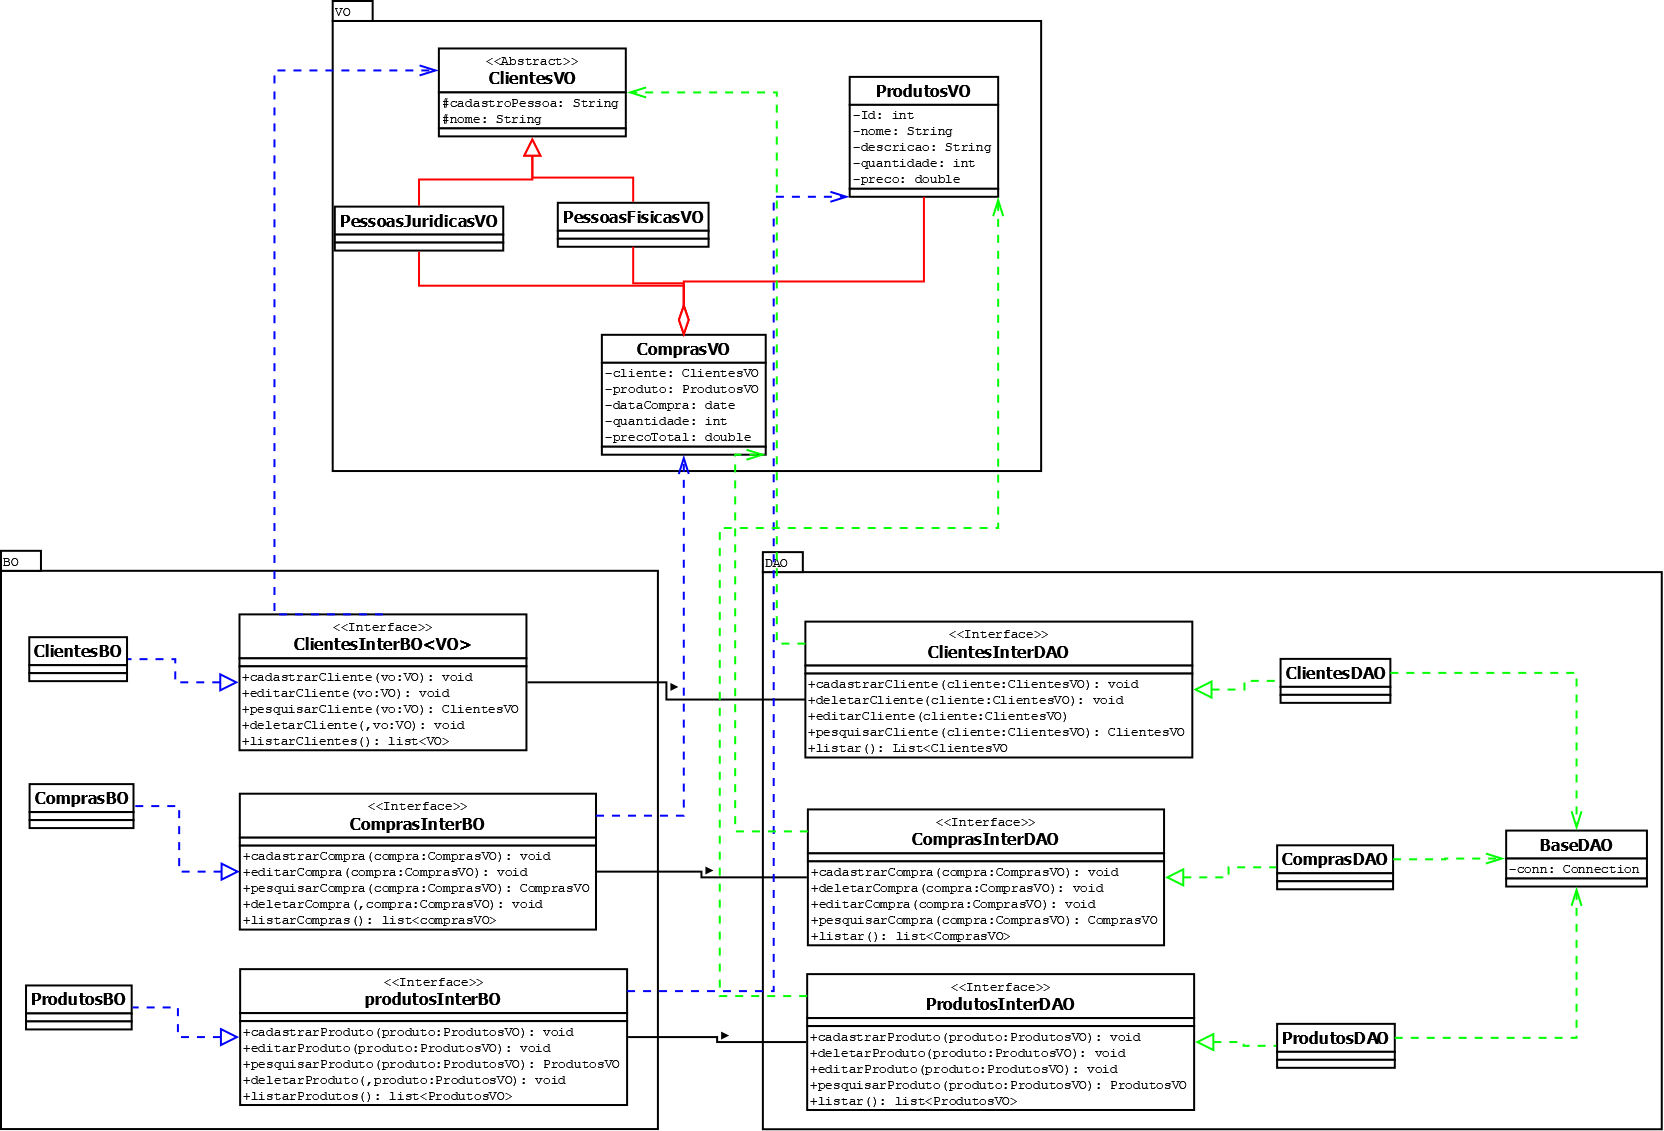 VO
<<Abstract>>
ClientesVO
#cadastroPessoa: String
#nome: String
ProdutosVO
-Id: int
-nome: String
-descricao: String
-quantidade: int
-preco: double
PessoasJuridicasVO
PessoasFisicasVO
ComprasVO
-cliente: ClientesVO
-produto: ProdutosVO
-dataCompra: date
-quantidade: int
-precoTotal: double
BO
ClientesBO
<<Interface>>
ClientesInterBO<VO>
+cadastrarCliente(vo:VO): void
+editarCliente(vo:VO): void
+pesquisarCliente(vo:VO): ClientesVO
+deletarCliente(,vo:VO): void
+listarClientes(): list<VO>
ComprasBO
<<Interface>>
ComprasInterBO
+cadastrarCompra(compra:ComprasVO): void
+editarCompra(compra:ComprasVO): void
+pesquisarCompra(compra:ComprasVO): ComprasVO
+deletarCompra(,compra:ComprasVO): void
+listarCompras(): list<comprasVO>
ProdutosBO
<<Interface>>
produtosInterBO
+cadastrarProduto(produto:ProdutosVO): void
+editarProduto(produto:ProdutosVO): void
+pesquisarProduto(produto:ProdutosVO): ProdutosVO
+deletarProduto(,produto:ProdutosVO): void
+listarProdutos(): list<ProdutosVO>
DAO
<<Interface>>
ClientesInterDAO
+cadastrarCliente(cliente:ClientesVO): void
+deletarCliente(cliente:ClientesVO): void
+editarCliente(cliente:ClientesVO)
+pesquisarCliente(cliente:ClientesVO): ClientesVO
+listar(): List<ClientesVO
ClientesDAO
<<Interface>>
ComprasInterDAO
+cadastrarCompra(compra:ComprasVO): void
+deletarCompra(compra:ComprasVO): void
+editarCompra(compra:ComprasVO): void
+pesquisarCompra(compra:ComprasVO): ComprasVO
+listar(): list<ComprasVO>
ComprasDAO
BaseDAO
-conn: Connection
<<Interface>>
ProdutosInterDAO
+cadastrarProduto(produto:ProdutosVO): void
+deletarProduto(produto:ProdutosVO): void
+editarProduto(produto:ProdutosVO): void
+pesquisarProduto(produto:ProdutosVO): ProdutosVO
+listar(): list<ProdutosVO>
ProdutosDAO